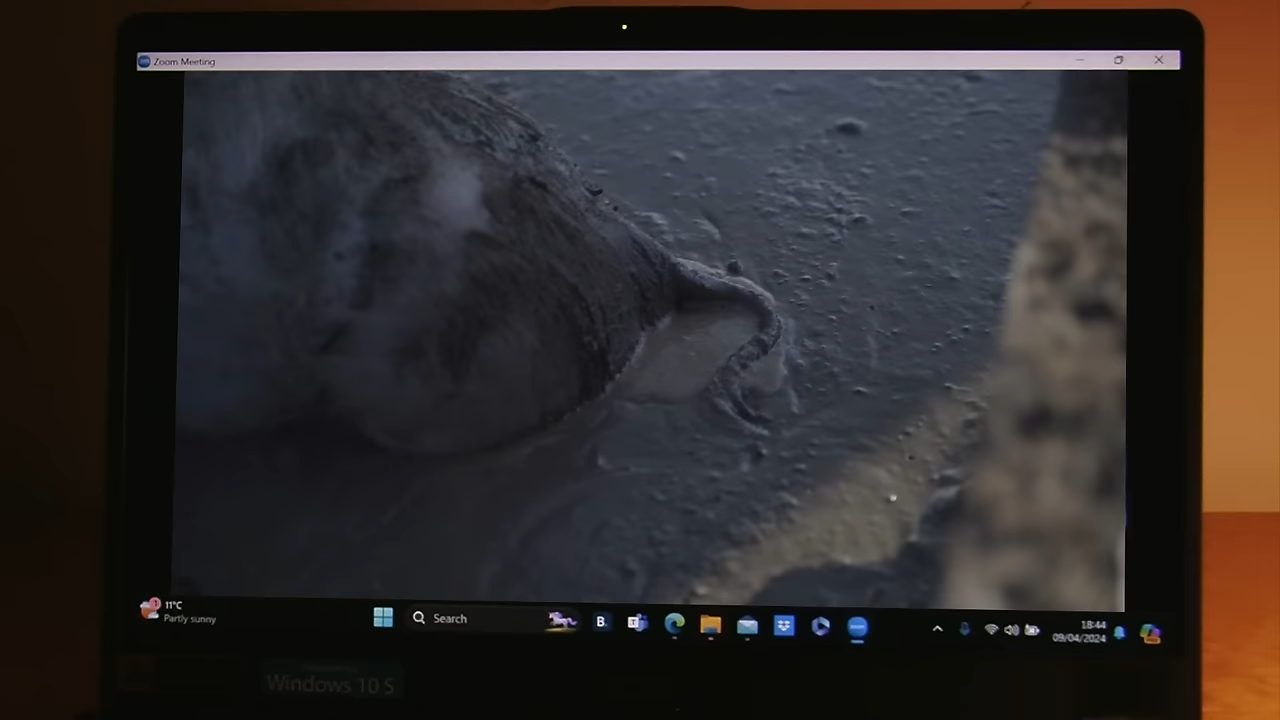 Zoom Meeting
11°C
Partly sunny
Search
B.
18:44
09/04/2024
Windows 10 S